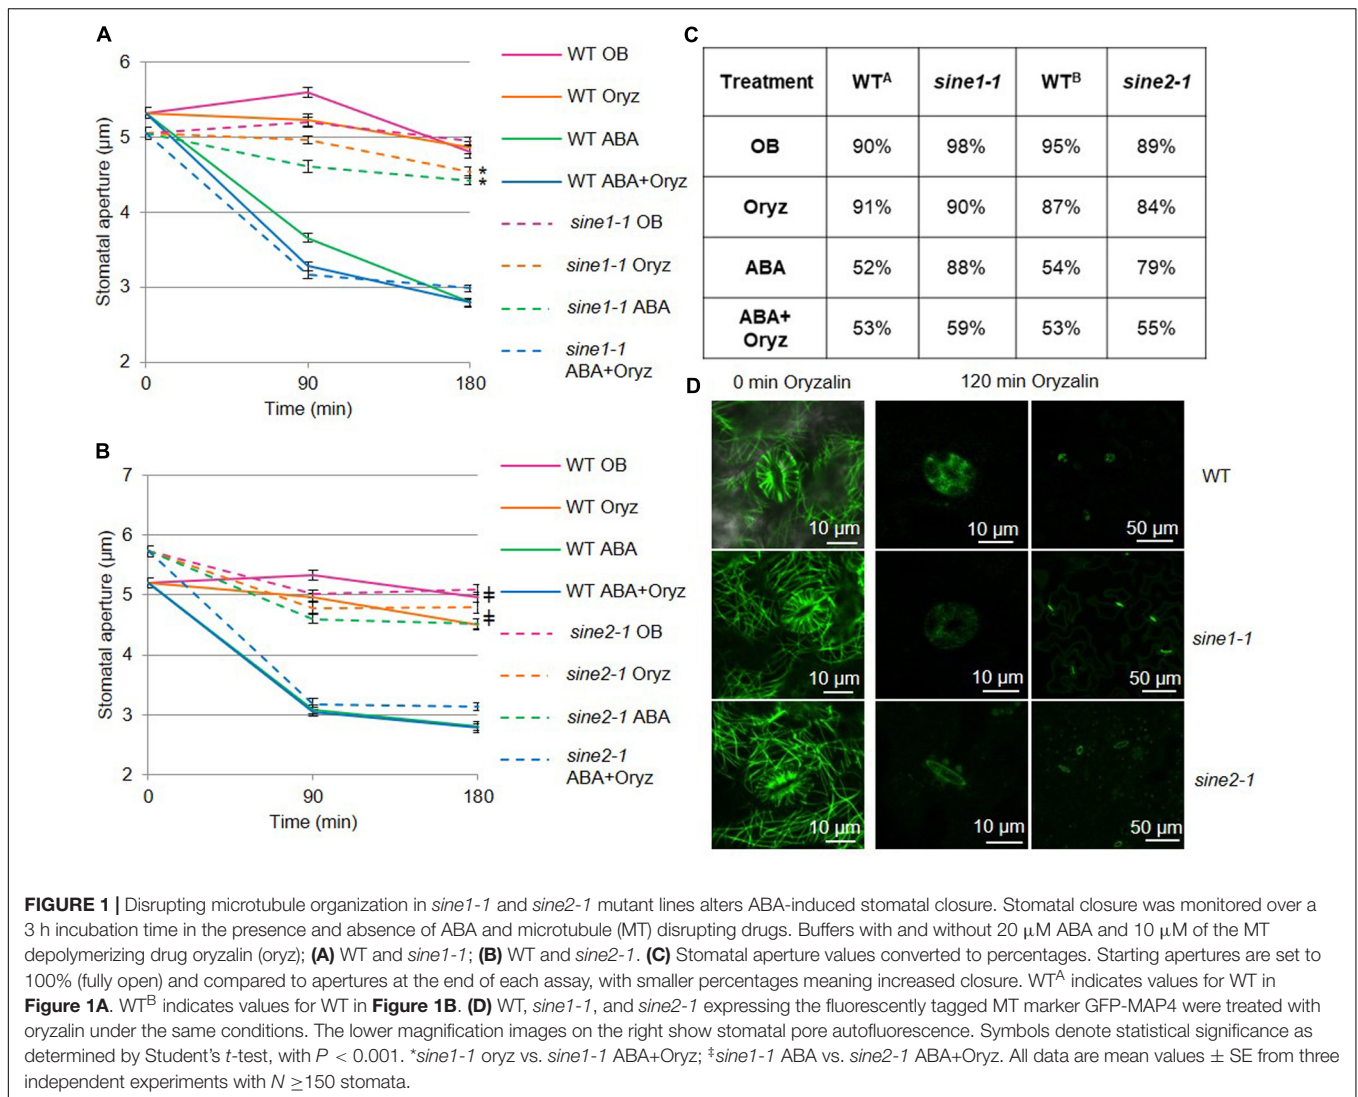 A
Stomatal aperture (µm)
6
5
4
3
2
0
90
180
Time (min)
*
*
WT OB
WT Oryz
WT ABA
WT ABA+Oryz
sine1-1 OB
sine1-1 Oryz
sine1-1 ABA
sine1-1
ABA+Oryz
B
Stomatal aperture (µm)
7
6
5
4
3
2
0
90
180
Time (min)
‡
‡
WT OB
WT Oryz
WT ABA
WT ABA+Oryz
sine2-1 OB
sine2-1 Oryz
sine2-1 ABA
sine2-1
ABA+Oryz
C
Treatment WTᴬ sine1-1 WTᴮ sine2-1
OB 90% 98% 95% 89%
Oryz 91% 90% 87% 84%
ABA 52% 88% 54% 79%
ABA+
Oryz 53% 59% 53% 55%
D
0 min Oryzalin 120 min Oryzalin
10 µm 10 µm 50 µm WT
10 µm 10 µm 50 µm sine1-1
10 µm 10 µm 50 µm sine2-1
FIGURE 1 | Disrupting microtubule organization in sine1-1 and sine2-1 mutant lines alters ABA-induced stomatal closure. Stomatal closure was monitored over a
3 h incubation time in the presence and absence of ABA and microtubule (MT) disrupting drugs. Buffers with and without 20 µM ABA and 10 µM of the MT
depolymerizing drug oryzalin (oryz); (A) WT and sine1-1; (B) WT and sine2-1. (C) Stomatal aperture values converted to percentages. Starting apertures are set to
100% (fully open) and compared to apertures at the end of each assay, with smaller percentages meaning increased closure. WTᴬ indicates values for WT in
Figure 1A. WTᴮ indicates values for WT in Figure 1B. (D) WT, sine1-1, and sine2-1 expressing the fluorescently tagged MT marker GFP-MAP4 were treated with
oryzalin under the same conditions. The lower magnification images on the right show stomatal pore autofluorescence. Symbols denote statistical significance as
determined by Student's t-test, with P < 0.001. *sine1-1 oryz vs. sine1-1 ABA+Oryz; ‡sine1-1 ABA vs. sine2-1 ABA+Oryz. All data are mean values ± SE from three
independent experiments with N ≥150 stomata.